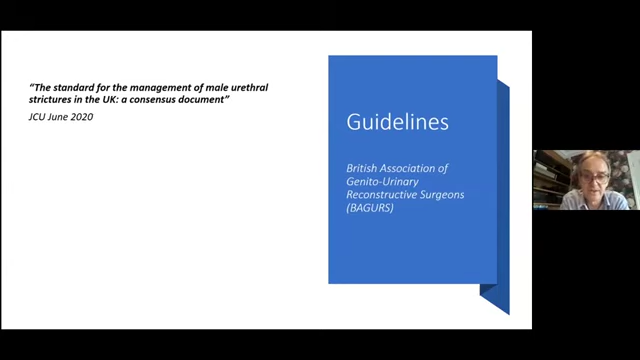 “The standard for the management of male urethral
strictures in the UK: a consensus document”
JCU June 2020
Guidelines
British Association of
Genito-Urinary
Reconstructive Surgeons
(BAGURS)